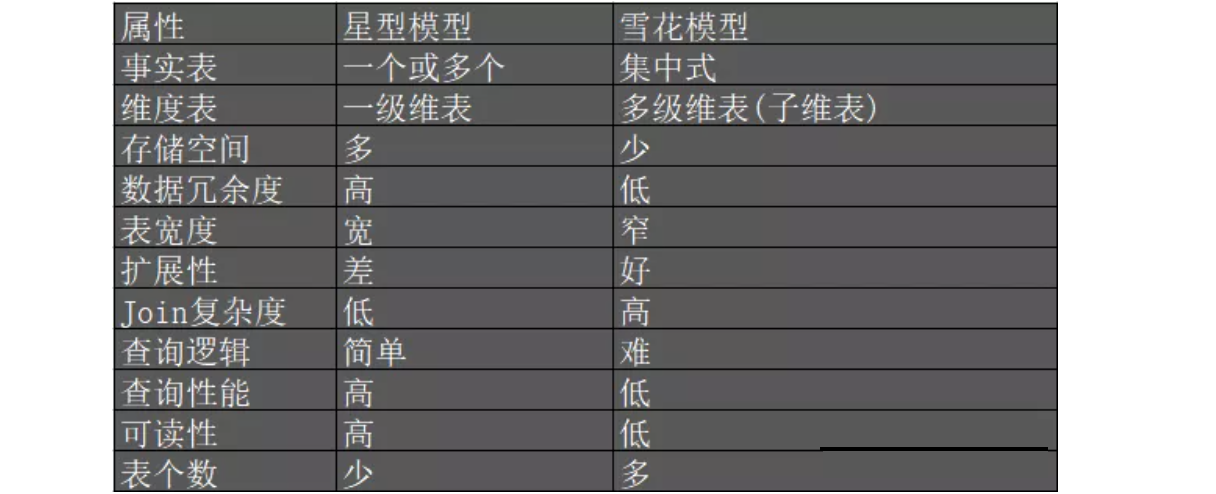 属性 星型模型 雪花模型
事实表 一个或多个 集中式
维度表 一级维表 多级维表(子维表)
存储空间 多 少
数据冗余度 高 低
表宽度 宽 窄
扩展性 差 好
Join复杂度 低 高
查询逻辑 简单 难
查询性能 高 低
可读性 高 低
表个数 少 多